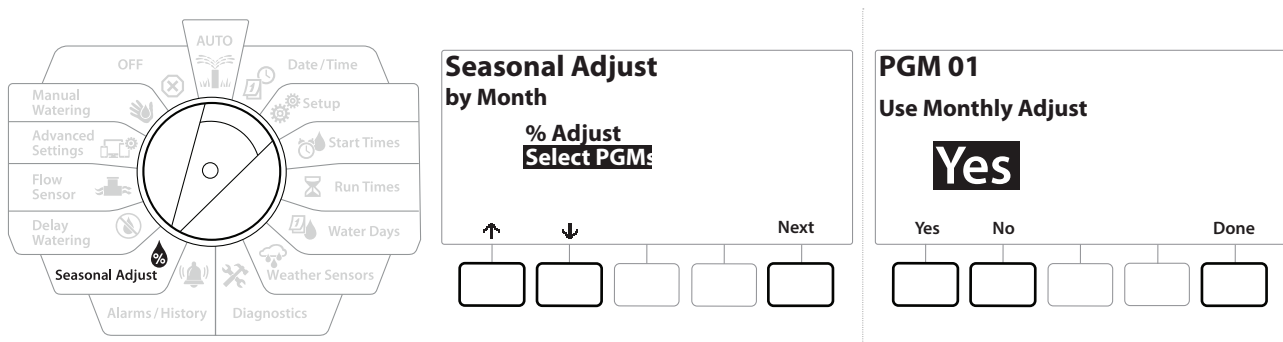 AUTO
OFF
Date / Time
Manual
Watering
Setup
Advanced
Settings
Start Times
Flow
Sensor
Run Times
Delay
Watering
Water Days
Seasonal Adjust
Weather Sensors
Alarms / History
Diagnostics
Seasonal Adjust
by Month
% Adjust
Select PGMs
Next
PGM 01
Use Monthly Adjust
Yes
Yes No Done